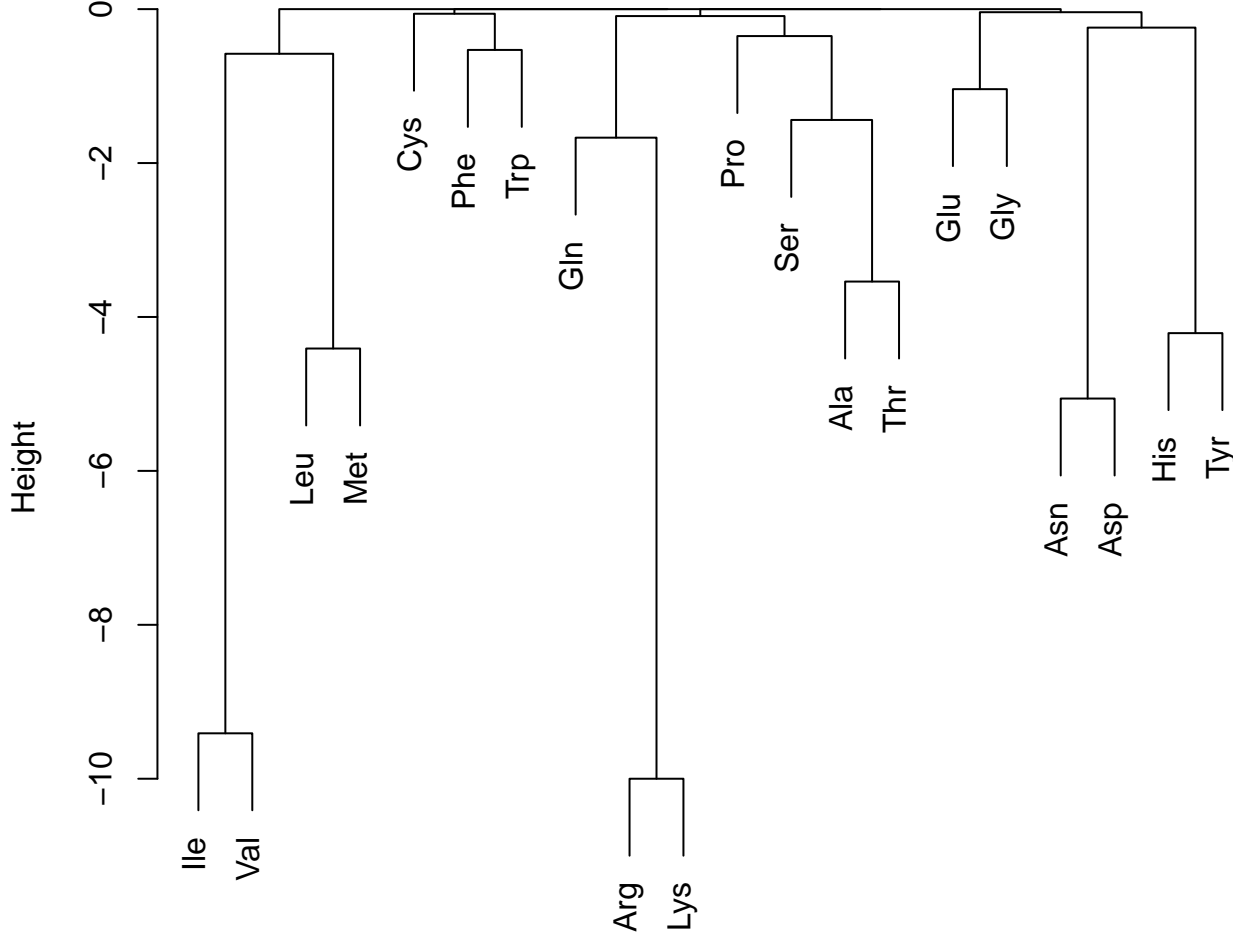 Height
0
−2
−4
−6
−8
−10
Ile
Val
Leu
Met
Cys
Phe
Trp
Gln
Arg
Lys
Pro
Ser
Ala
Thr
Glu
Gly
Asn
Asp
His
Tyr